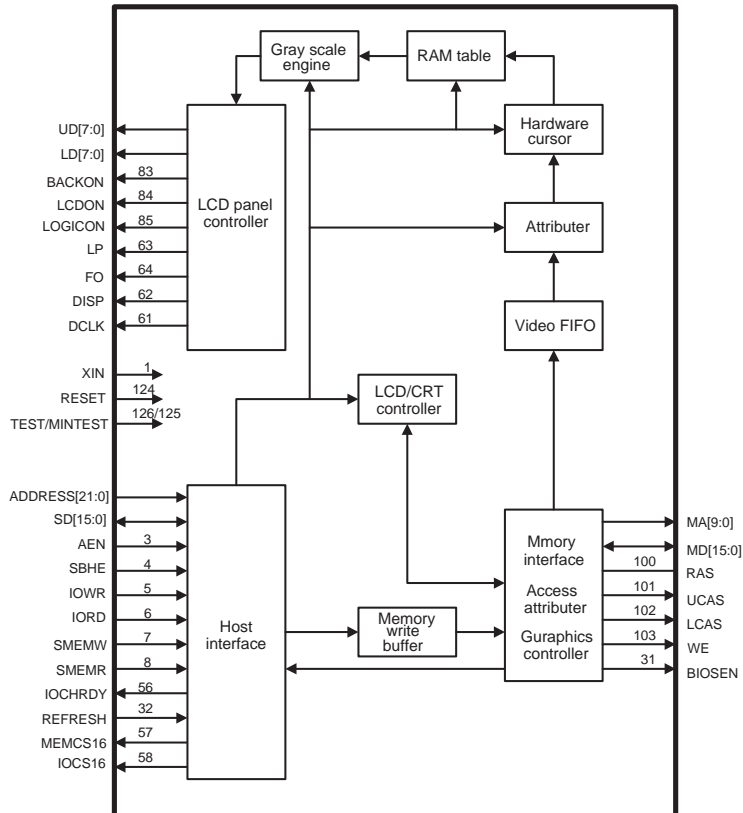 Gray scale
engine
RAM table
Hardware
cursor
UD[7:0]
LD[7:0]
BACKON
83
LCDON
84
LOGICON
85
LP
63
FO
64
DISP
62
DCLK
61
LCD panel
controller
Attributer
Video FIFO
XIN
1
RESET
124
TEST/MINTEST
126/125
LCD/CRT
controller
ADDRESS[21:0]
SD[15:0]
AEN
3
SBHE
4
IOWR
5
IORD
6
SMEMW
7
SMEMR
8
IOCHRDY
56
REFRESH
32
MEMCS16
57
IOCS16
58
Host
interface
Memory
write
buffer
Mmory
interface
Access
attributer
Guraphics
controller
MA[9:0]
MD[15:0]
100
RAS
101
UCAS
102
LCAS
103
WE
31
BIOSEN